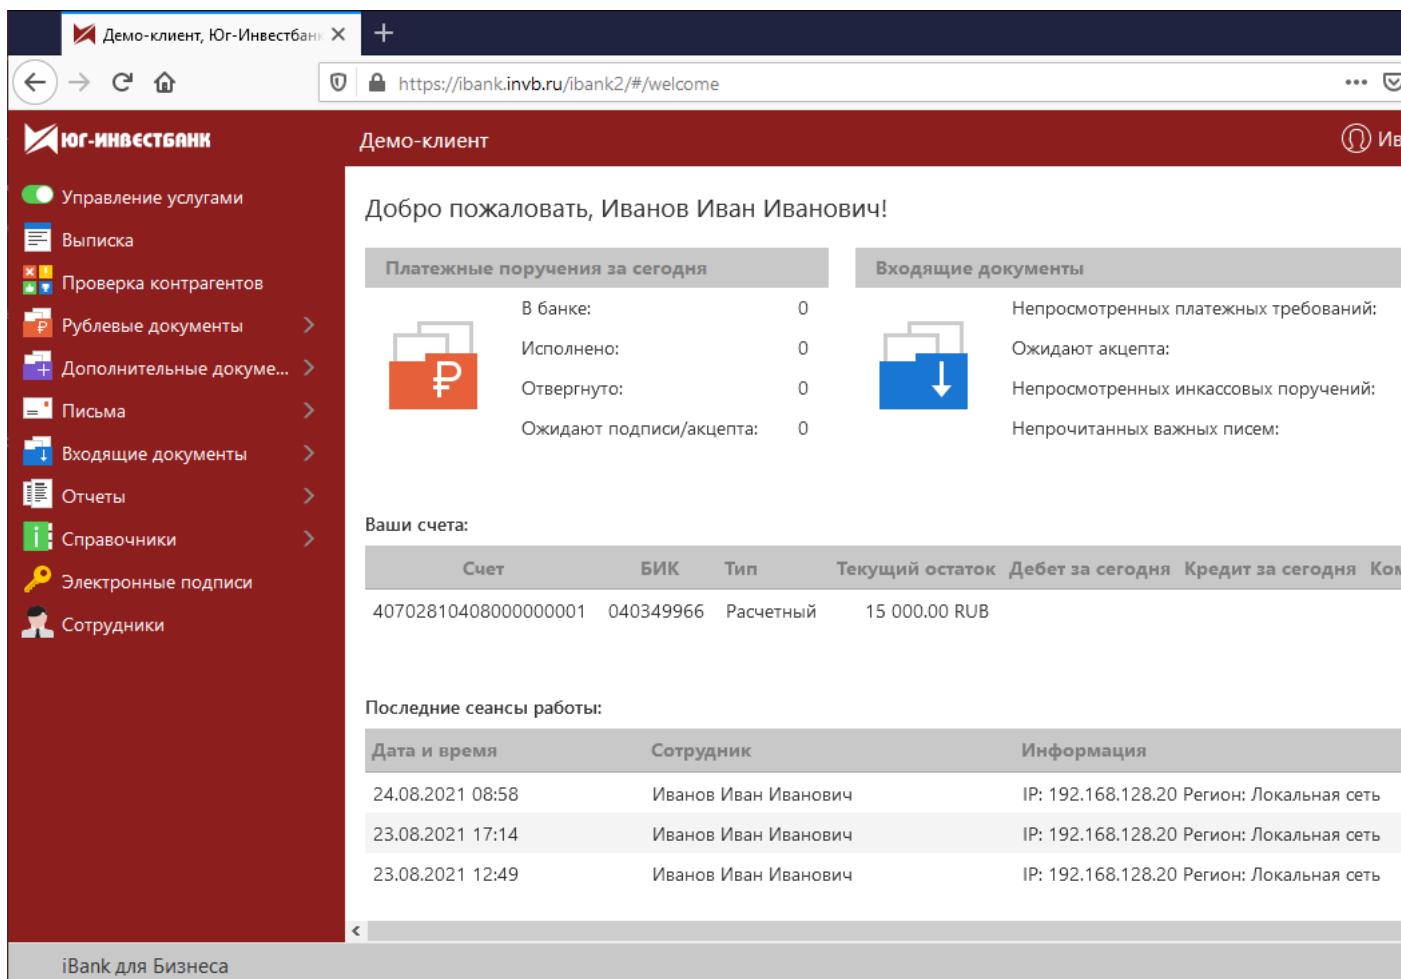 Демо-клиент, Юг-Инвестбан
https://ibank.invb.ru/ibank2/#/welcome
ЮГ-ИНВЕСТБАНК
Демо-клиент
Ив
Управление услугами
Выписка
Проверка контрагентов
Рублевые документы
Дополнительные докуме...
Письма
Входящие документы
Отчеты
Справочники
Электронные подписи
Сотрудники
Добро пожаловать, Иванов Иван Иванович!
Платежные поручения за сегодня
В банке: 0
Исполнено: 0
Отвергнуто: 0
Ожидают подписи/акцепта: 0
Входящие документы
Непросмотренных платежных требований:
Ожидают акцепта:
Непросмотренных инкассовых поручений:
Непрочитанных важных писем:
Ваши счета:
Счет БИК Тип Текущий остаток Дебет за сегодня Кредит за сегодня Ком
40702810408000000001 040349966 Расчетный 15 000.00 RUB
Последние сеансы работы:
Дата и время Сотрудник Информация
24.08.2021 08:58 Иванов Иван Иванович IP: 192.168.128.20 Регион: Локальная сеть
23.08.2021 17:14 Иванов Иван Иванович IP: 192.168.128.20 Регион: Локальная сеть
23.08.2021 12:49 Иванов Иван Иванович IP: 192.168.128.20 Регион: Локальная сеть
iBank для Бизнеса